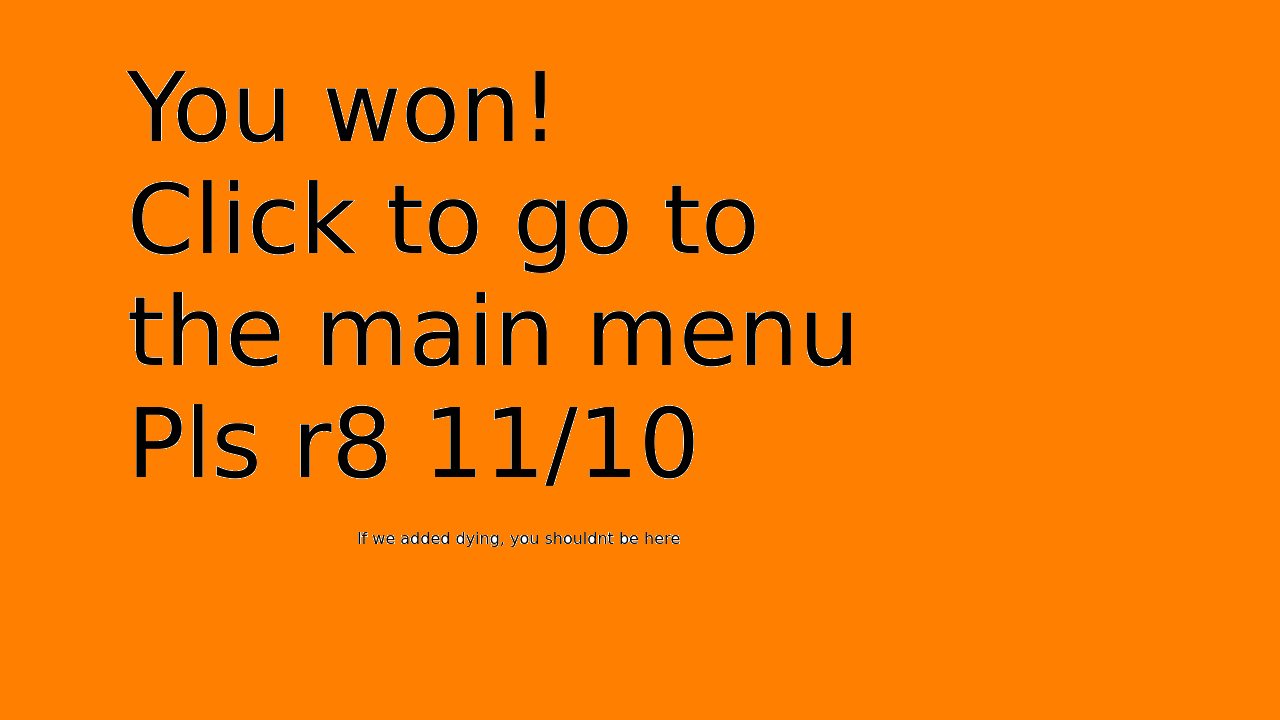 You won!
Click to go to
the main menu
Pls r8 11/10
If we added dying, you shouldnt be here